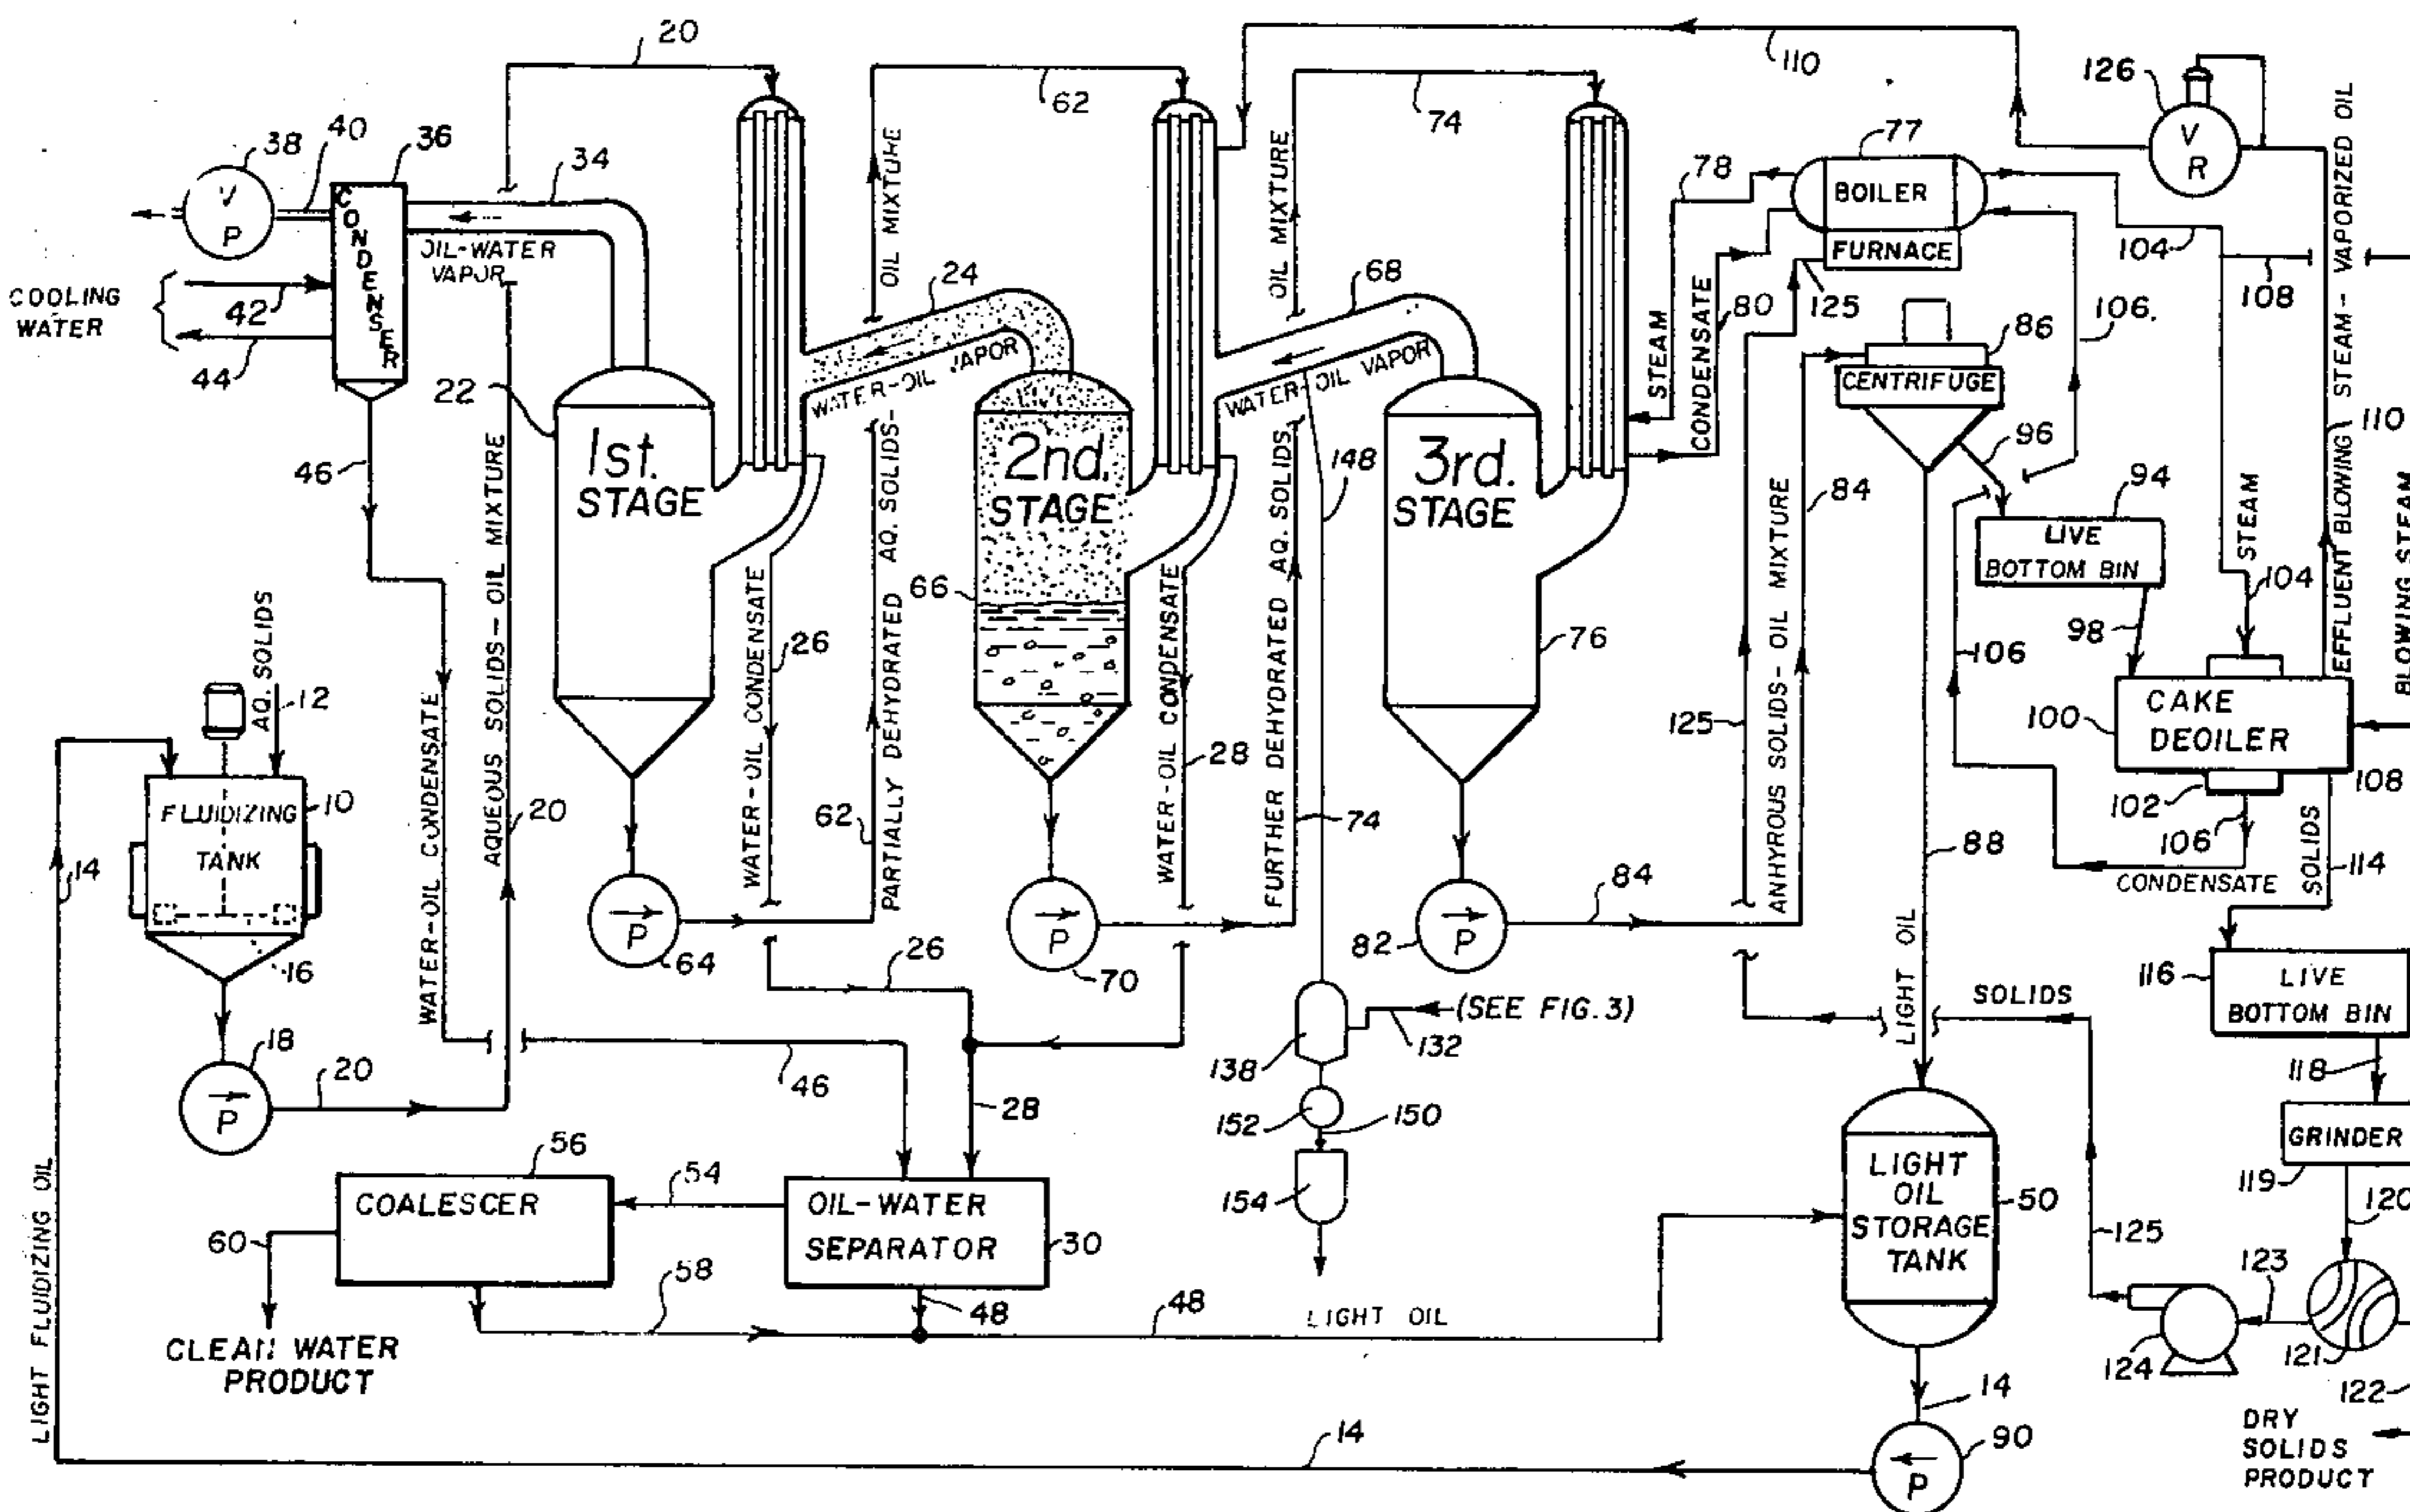 20
62
110
74
126
V
R
38
40
36
34
V
P
CONDENSER
OIL-WATER
VAPOR
COOLING
WATER
42
44
46
22
1st.
STAGE
OIL MIXTURE
24
WATER-OIL VAPOR
2nd.
STAGE
66
OIL MIXTURE
68
WATER-OIL VAPOR
3rd.
STAGE
76
148
78
STEAM
CONDENSATE
80
77
BOILER
FURNACE
125
104
108
106.
86
CENTRIFUGE
96
84
94
LIVE
BOTTOM BIN
98
STEAM
104
EFFLUENT BLOWING STEAM - VAPORIZED OIL
110
BLOWING STEAM
106
100
CAKE
DEOILER
102
108
106
CONDENSATE
SOLIDS
114
AQ. SOLIDS
12
FLUIDIZING
TANK
10
14
16
18
P
20
WATER-OIL CONDENSATE
AQUEOUS SOLIDS-OIL MIXTURE
20
WATER-OIL CONDENSATE
26
62
PARTIALLY DEHYDRATED AQ. SOLIDS-
WATER-OIL CONDENSATE
28
FURTHER DEHYDRATED AQ. SOLIDS-
74
125
ANHYROUS SOLIDS-OIL MIXTURE
88
LIGHT OIL
P
64
P
70
P
82
84
26
46
28
138
132
(SEE FIG. 3)
152
150
154
SOLIDS
116
LIVE
BOTTOM BIN
118
GRINDER
119
120
125
123
124
121
122
DRY
SOLIDS
PRODUCT
56
COALESCER
54
OIL-WATER
SEPARATOR
30
60
58
48
48
LIGHT OIL
LIGHT
OIL
STORAGE
TANK
50
CLEAN WATER
PRODUCT
LIGHT FLUIDIZING OIL
14
14
P
90